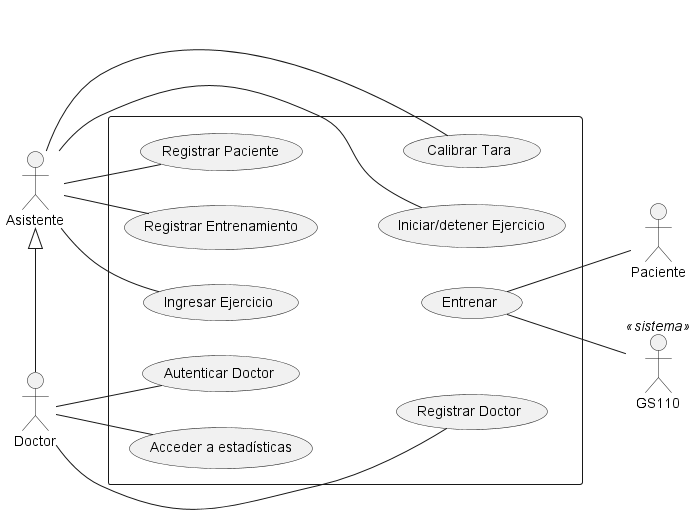 Registrar Paciente
Calibrar Tara
Asistente
Registrar Entrenamiento
Iniciar/detener Ejercicio
Paciente
Ingresar Ejercicio
Entrenar
«sistema»
GS110
Autenticar Doctor
Registrar Doctor
Doctor
Acceder a estadísticas